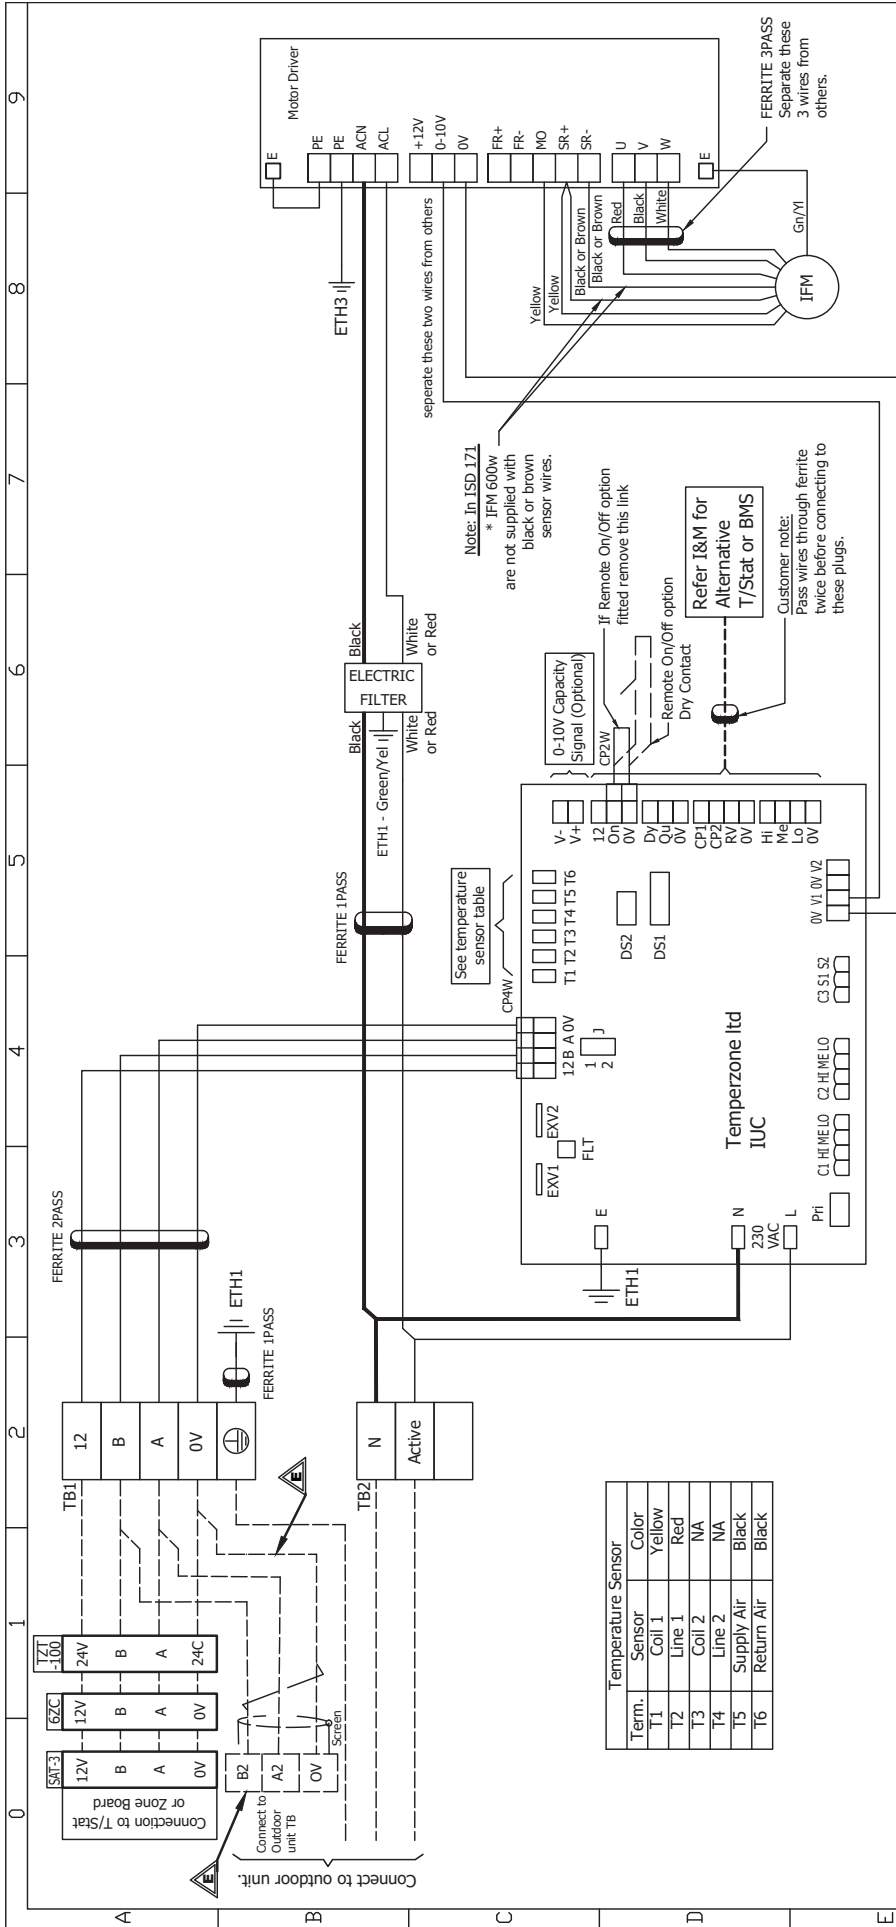 9
8
7
6
5
4
3
2
1
0
A
B
C
D
E
Motor Driver
E
PE
PE
ACN
ACL
+12V
0-10V
0V
FR+
FR-
MO
SR+
SR-
U
V
W
E
FERRITE 3PASS
Separate these
3 wires from
others.
ETH3
seperate these two wires from others
Yellow
Yellow
Black or Brown
Black or Brown
Red
Black
White
Gn/Yl
IFM
Note: In ISD 171
* IFM 600w
are not supplied with
black or brown
sensor wires.
Black
White
or Red
ELECTRIC
FILTER
Black
White
or Red
ETH1 - Green/Yel
FERRITE 1PASS
If Remote On/Off option
fitted remove this link
Remote On/Off option
Dry Contact
0-10V Capacity
Signal (Optional)
CP2W
Refer I&M for
Alternative
T/Stat or BMS
Customer note:
Pass wires through ferrite
twice before connecting to
these plugs.
See temperature
sensor table
CP4W
T1 T2 T3 T4 T5 T6
V-
V+
12
On
0V
Dy
Qu
0V
CP1
CP2
RV
0V
Hi
Me
Lo
0V
DS2
DS1
0V V1 0V V2
C3 S1 S2
12 B A 0V
J
1
2
EXV2
EXV1
FLT
Temperzone ltd
IUC
C2 HI ME LO
C1 HI ME LO
Pri
E
N
230
VAC
L
ETH1
FERRITE 2PASS
ETH1
FERRITE 1PASS
TB1
12
B
A
0V
TB2
N
Active
E
E
TZT
-100
24V
B
A
24C
6ZC
12V
B
A
0V
SAT-3
12V
B
A
0V
Connection to T/Stat
or Zone Board
B2
A2
OV
Screen
Connect to
Outdoor
unit TB
Connect to outdoor unit.
Temperature Sensor
Term. Sensor Color
T1 Coil 1 Yellow
T2 Line 1 Red
T3 Coil 2 NA
T4 Line 2 NA
T5 Supply Air Black
T6 Return Air Black